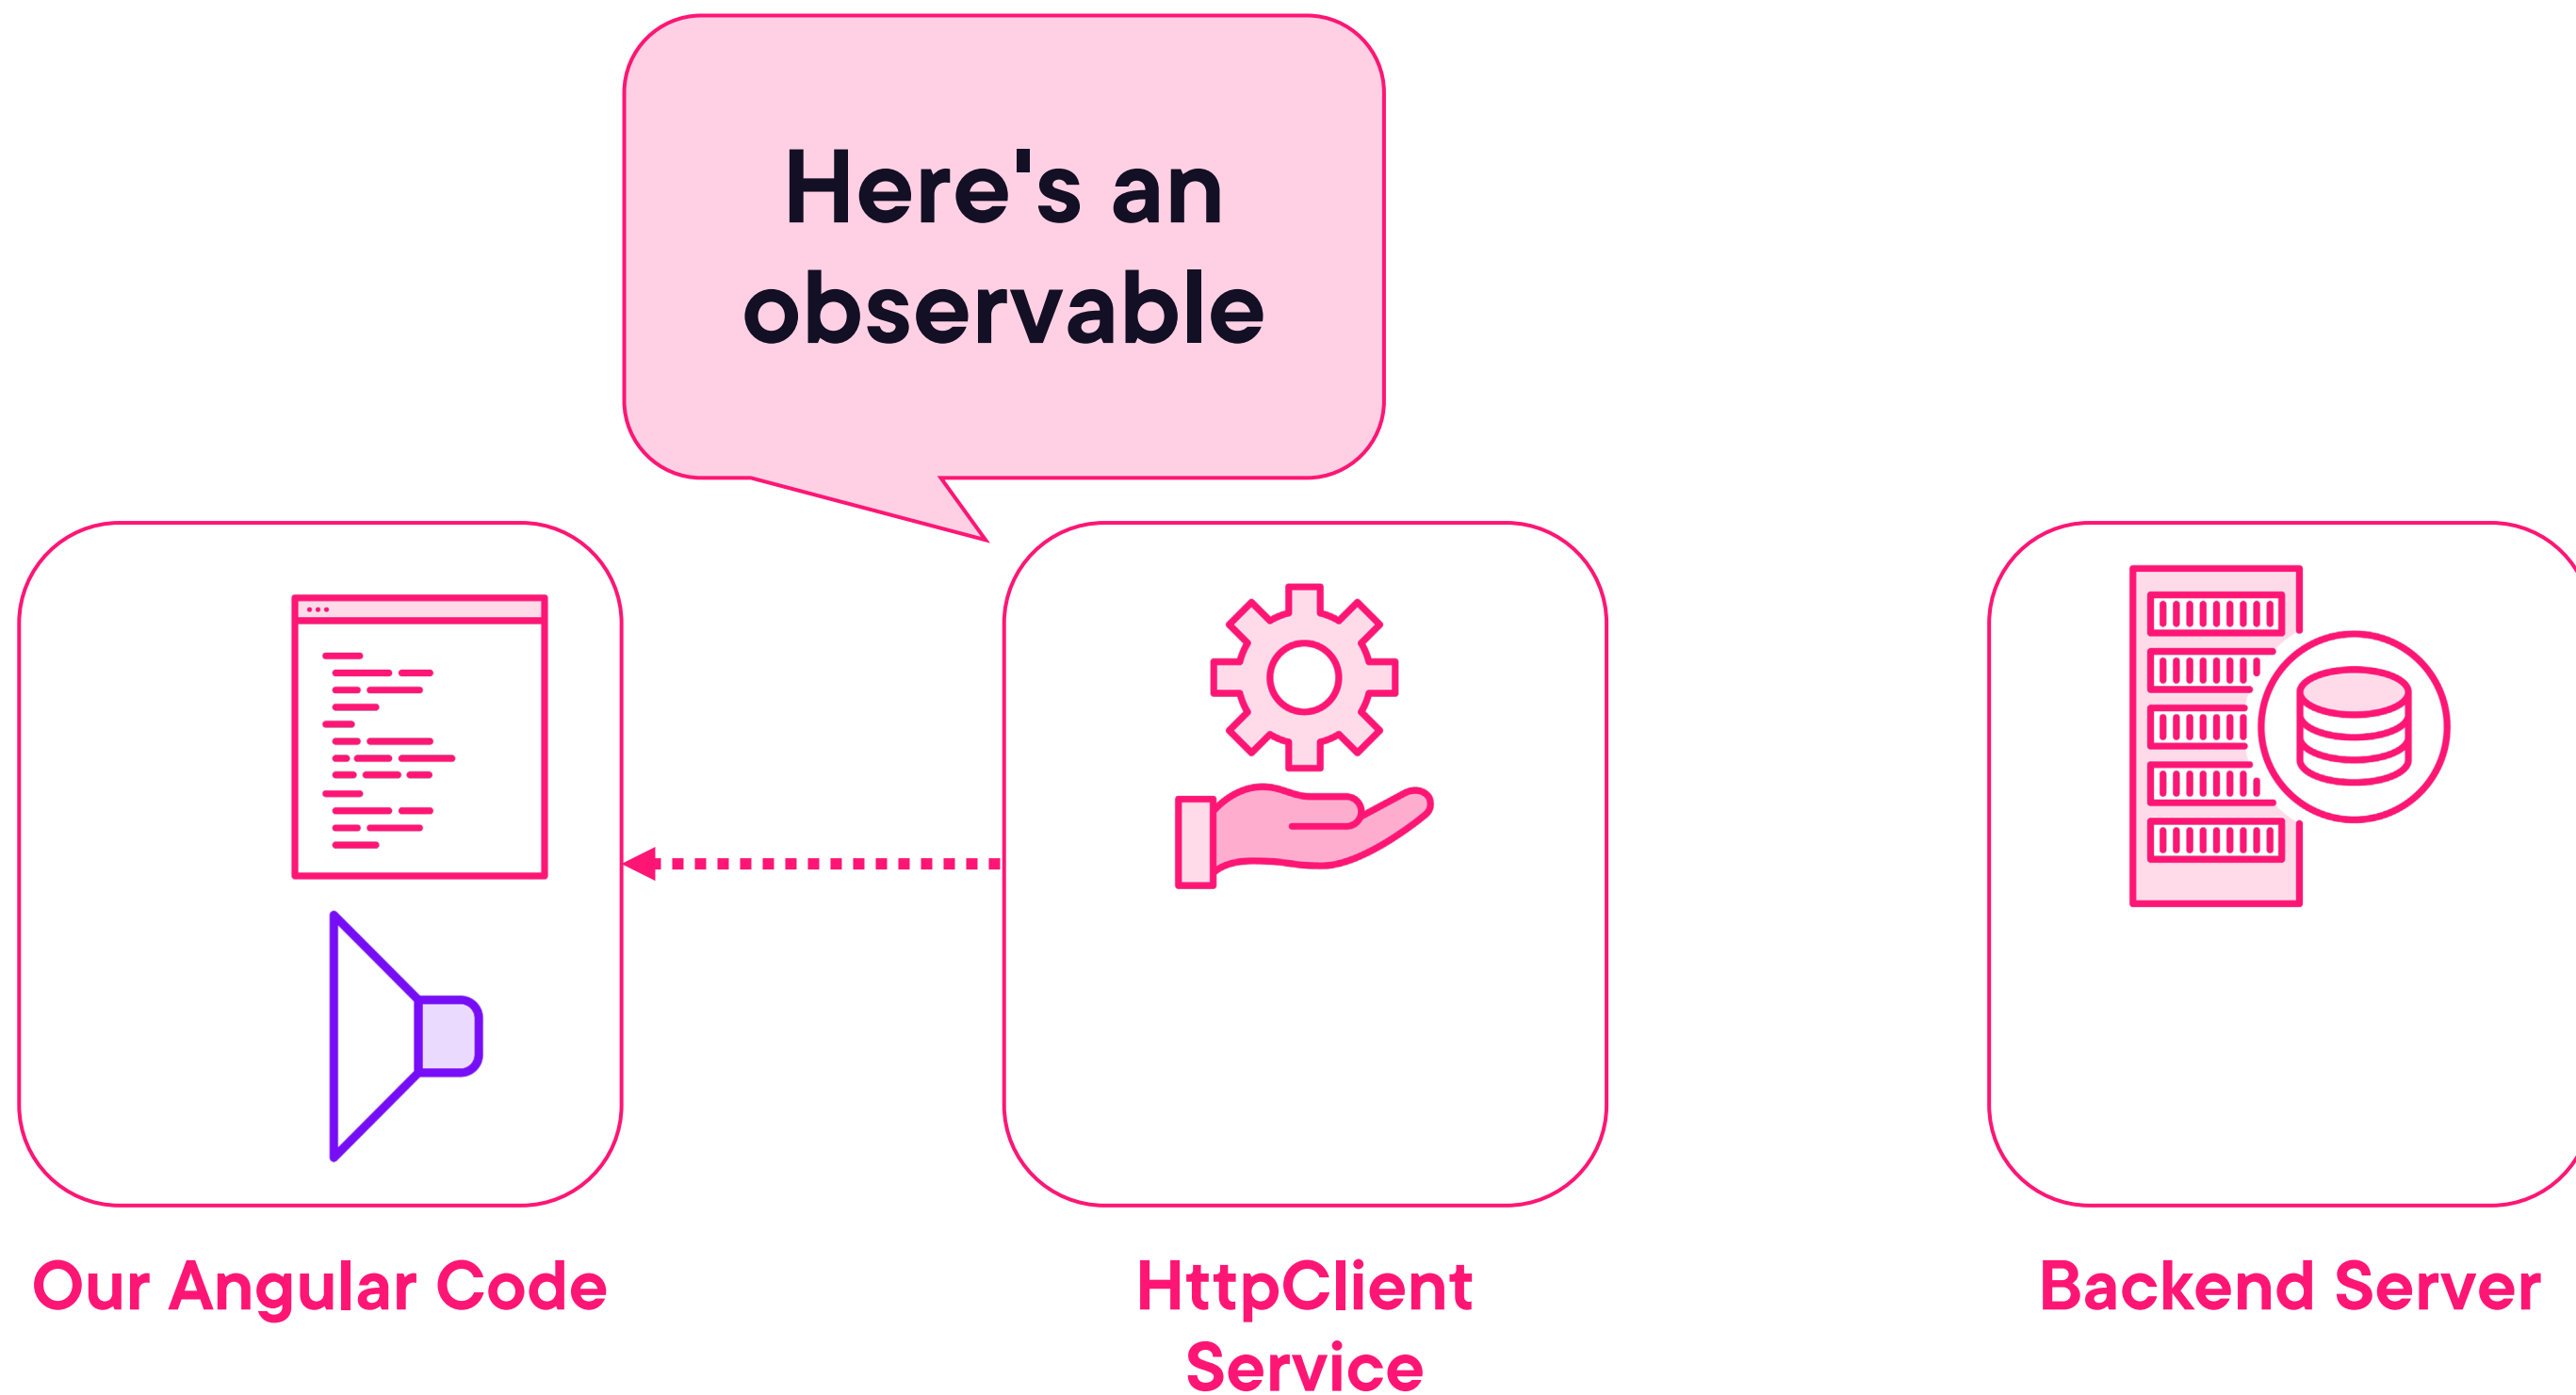 Here's an
observable
Our Angular Code
HttpClient
Service
Backend Server